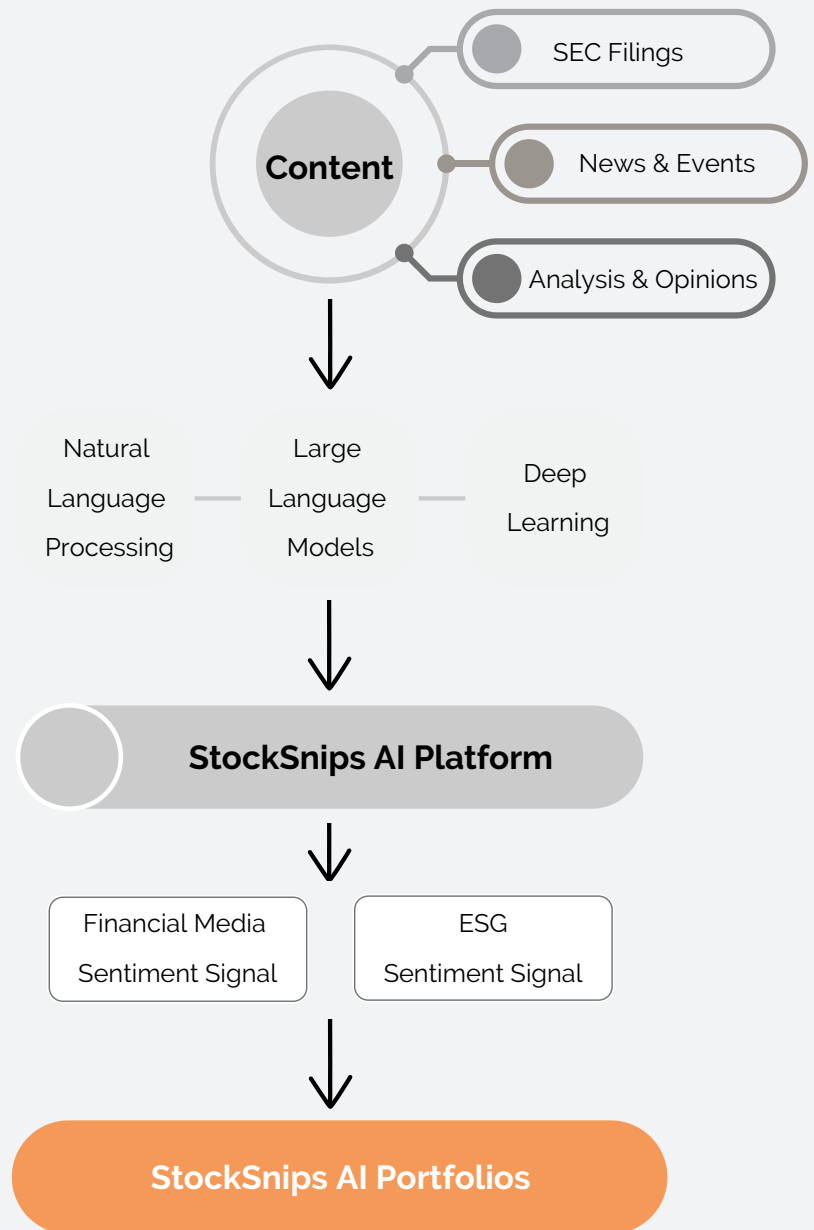 SEC Filings
Content
News & Events
Analysis & Opinions
Natural
Language
Processing
Large
Language
Models
Deep
Learning
StockSnips AI Platform
Financial Media
Sentiment Signal
ESG
Sentiment Signal
StockSnips AI Portfolios